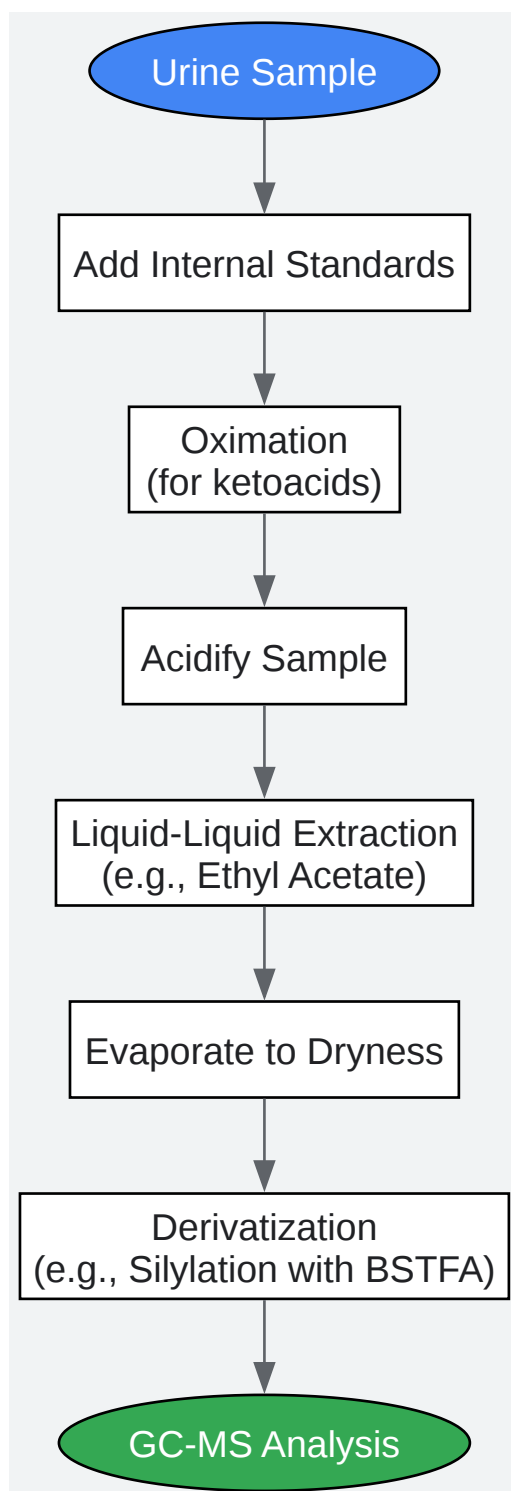 Urine Sample
Add Internal Standards
Oximation
(for ketoacids)
Acidify Sample
Liquid-Liquid Extraction
(e.g., Ethyl Acetate)
Evaporate to Dryness
Derivatization
(e.g., Silylation with BSTFA)
GC-MS Analysis